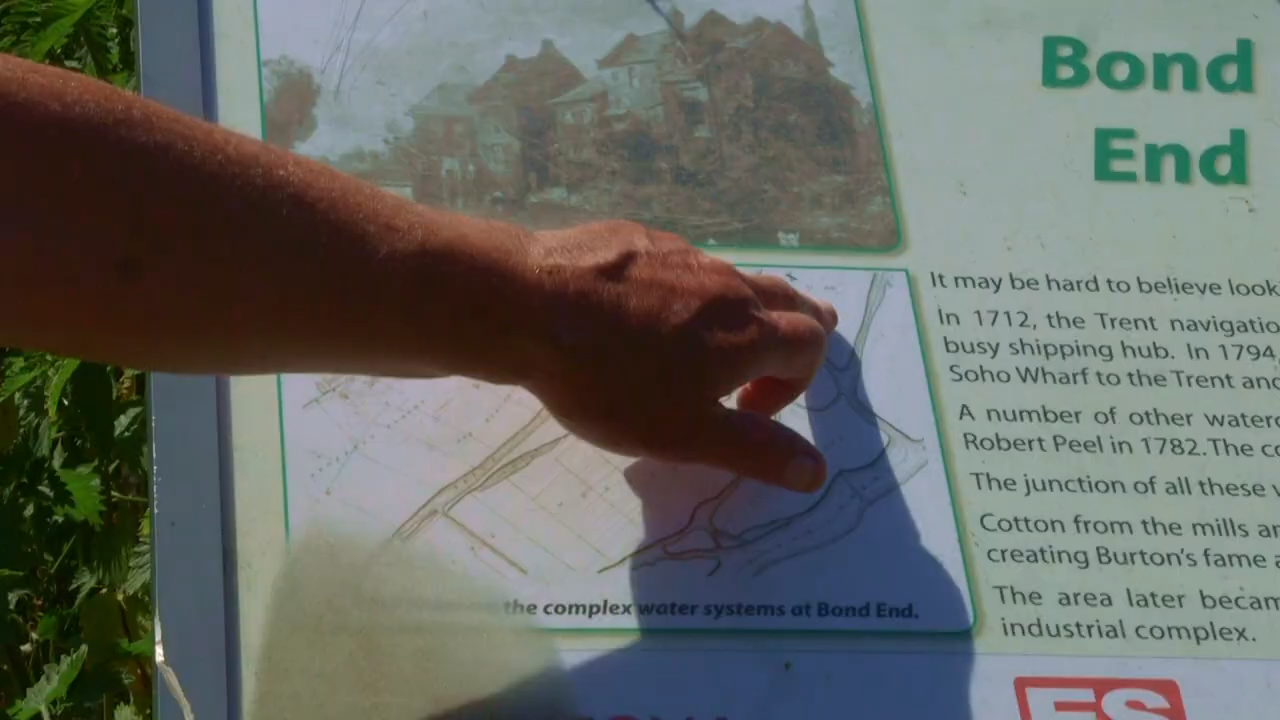 Bond
End
It may be hard to believe look
In 1712, the Trent navigatio
busy shipping hub. In 1794,
Soho Wharf to the Trent and
A number of other water
Robert Peel in 1782. The
The junction of all these
Cotton from the mills
creating Burton's fame
The area later becam
industrial complex.
the complex water systems at Bond End.
ES